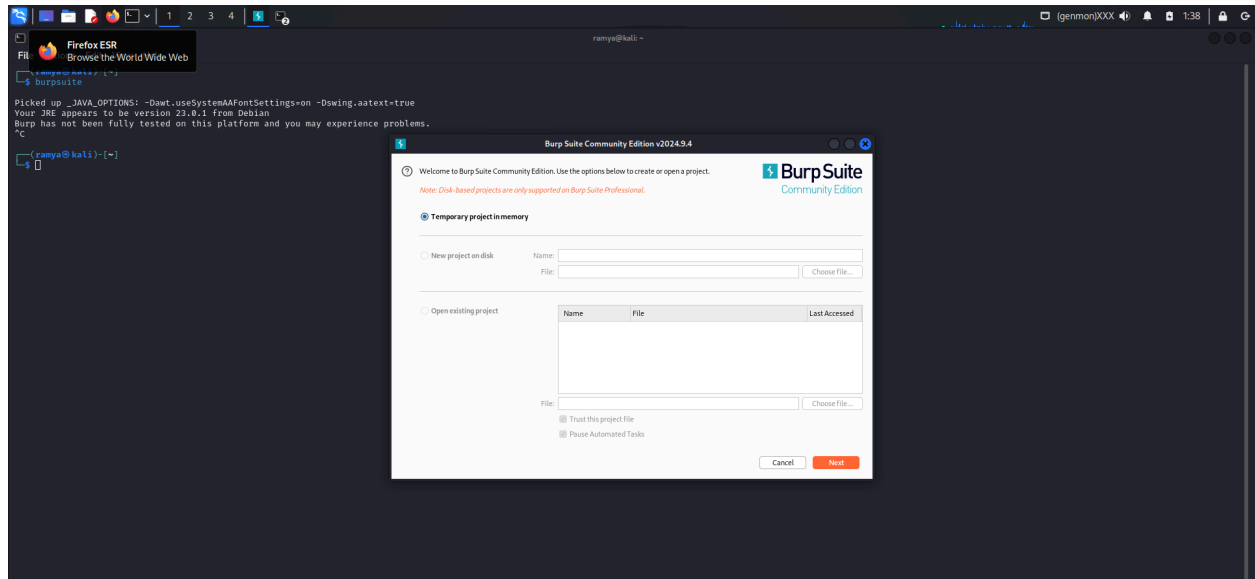 1 2 3 4
(genmon)XXX
1:38
ramya@kali: ~
Firefox ESR
Browse the World Wide Web
Fil
(ramya㉿kali)-[~]
$ burpsuite
Picked up _JAVA_OPTIONS: -Dawt.useSystemAAFontSettings=on -Dswing.aatext=true
Your JRE appears to be version 23.0.1 from Debian
Burp has not been fully tested on this platform and you may experience problems.
^C
(ramya㉿kali)-[~]
$
Burp Suite Community Edition v2024.9.4
Welcome to Burp Suite Community Edition. Use the options below to create or open a project.
Note: Disk-based projects are only supported on Burp Suite Professional.
Burp Suite
Community Edition
Temporary project in memory
New project on disk
Name:
File:
Choose file...
Open existing project
Name File Last Accessed
File:
Choose file...
Trust this project file
Pause Automated Tasks
Cancel
Next